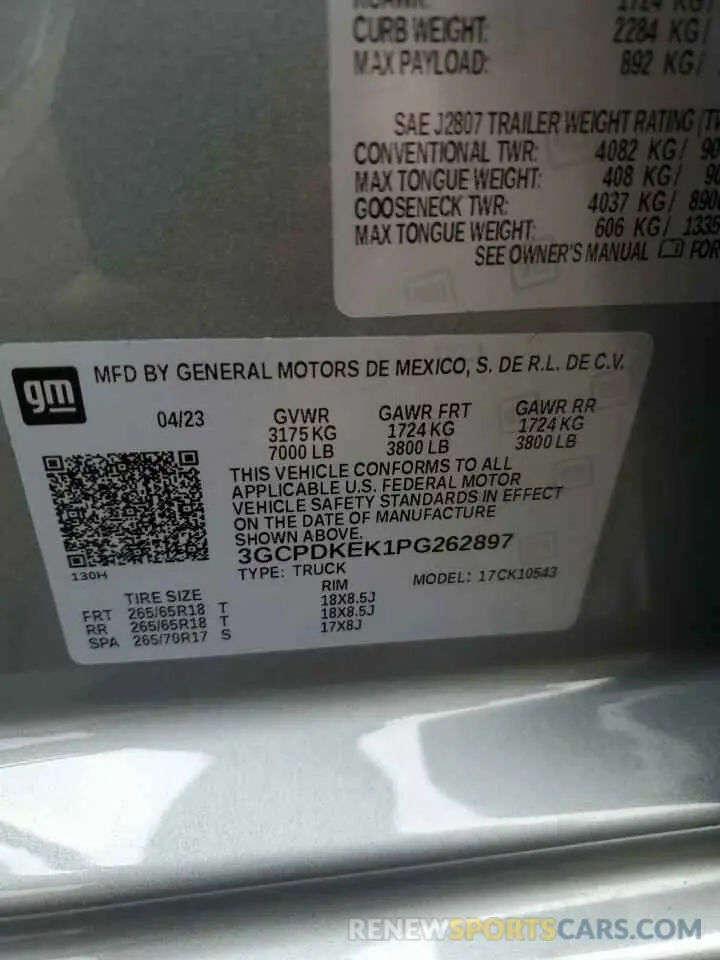 CURB WEIGHT: 2284 KG/
MAX PAYLOAD: 892 KG/
SAE J2807 TRAILER WEIGHT RATING
CONVENTIONAL TWR: 4082 KG/ 90
MAX TONGUE WEIGHT: 408 KG/ 90
GOOSENECK TWR: 4037 KG/ 890
MAX TONGUE WEIGHT: 606 KG/ 1335
SEE OWNER'S MANUAL FOR
gm MFD BY GENERAL MOTORS DE MEXICO, S. DE R.L. DE C.V.
04/23 GVWR GAWR FRT GAWR RR
3175 KG 1724 KG 1724 KG
7000 LB 3800 LB 3800 LB
THIS VEHICLE CONFORMS TO ALL
APPLICABLE U.S. FEDERAL MOTOR
VEHICLE SAFETY STANDARDS IN EFFECT
ON THE DATE OF MANUFACTURE
SHOWN ABOVE.
3GCPDKEK1PG262897
130H TYPE: TRUCK MODEL: 17CK10543
TIRE SIZE RIM
FRT 265/65R18 T 18X8.5J
RR 265/65R18 T 18X8.5J
SPA 265/70R17 S 17X8J
RENEWSPORTSCARS.COM